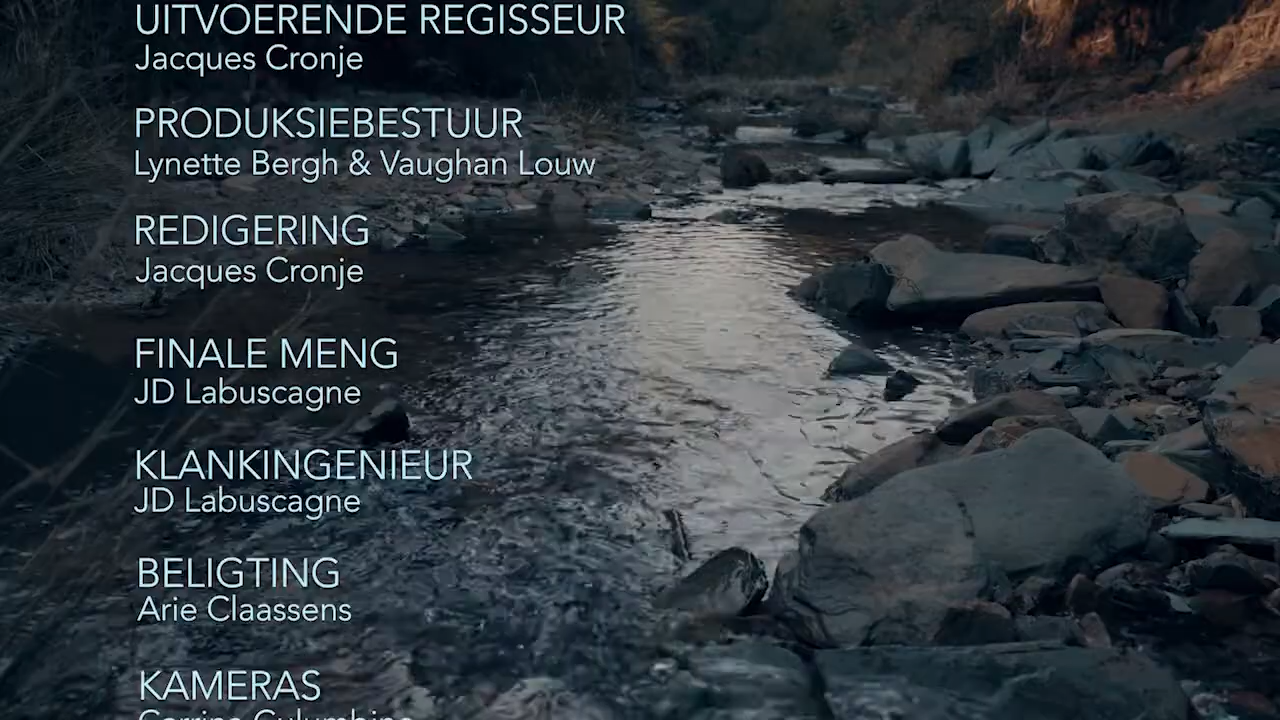 UITVOERENDE REGISSEUR
Jacques Cronje
PRODUKSIEBESTUUR
Lynette Bergh & Vaughan Louw
REDIGERING
Jacques Cronje
FINALE MENG
JD Labuscagne
KLANKINGENIEUR
JD Labuscagne
BELIGTING
Arie Claassens
KAMERAS